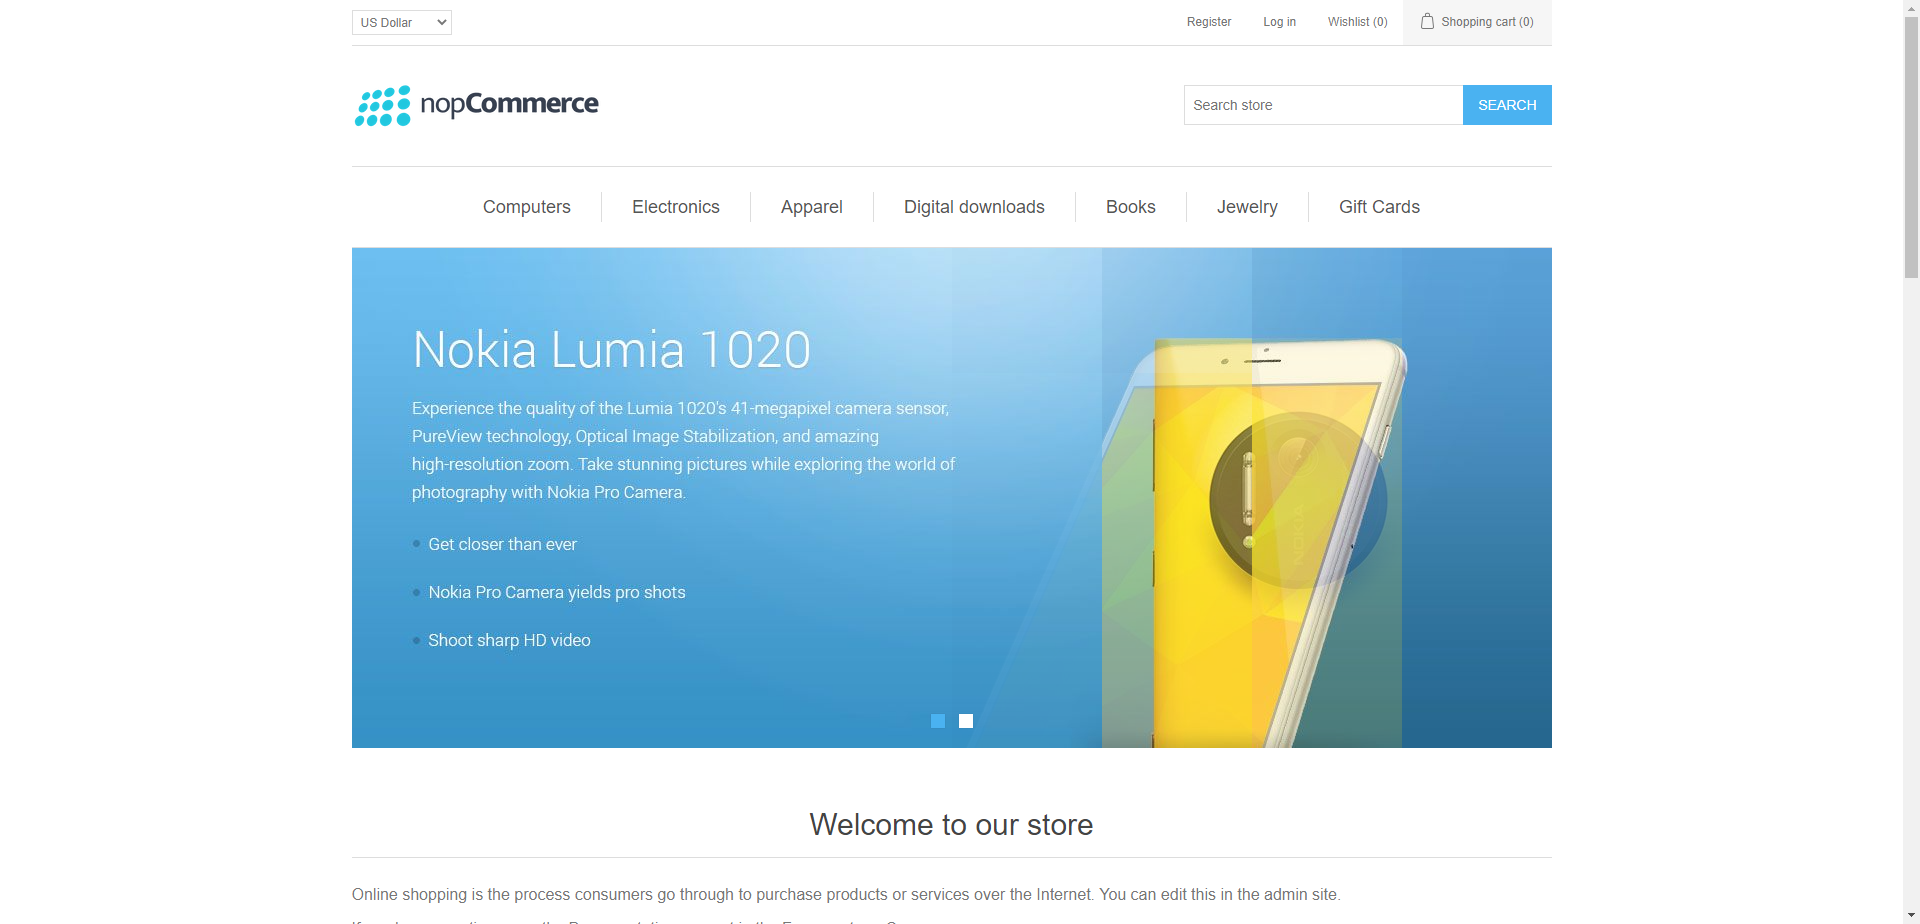 US Dollar
Register
Log in
Wishlist (0)
Shopping cart (0)
nopCommerce
Search store
SEARCH
Computers
Electronics
Apparel
Digital downloads
Books
Jewelry
Gift Cards
Nokia Lumia 1020
Experience the quality of the Lumia 1020's 41-megapixel camera sensor,
PureView technology, Optical Image Stabilization, and amazing
high-resolution zoom. Take stunning pictures while exploring the world of
photography with Nokia Pro Camera.
Get closer than ever
Nokia Pro Camera yields pro shots
Shoot sharp HD video
Welcome to our store
Online shopping is the process consumers go through to purchase products or services over the Internet. You can edit this in the admin site.